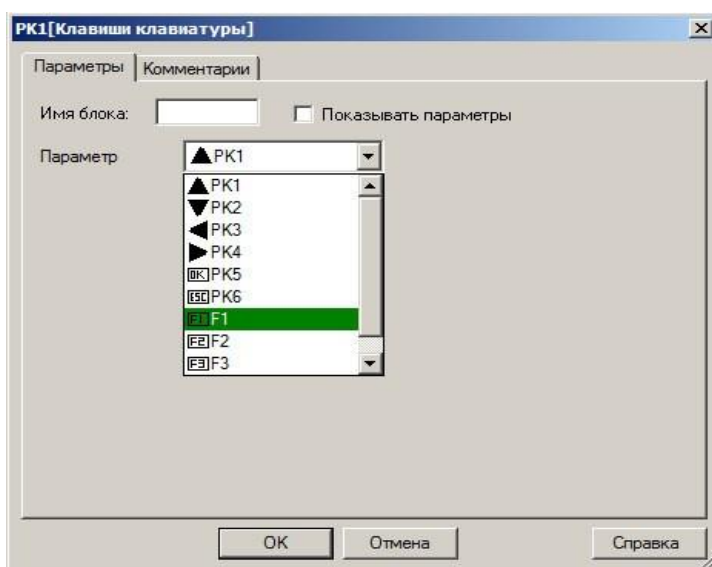 PK1[Клавиши клавиатуры]
Параметры Комментарии
Имя блока: Показывать параметры
Параметр PK1
PK1
PK2
PK3
PK4
OK PK5
ESC PK6
F1 F1
F2 F2
F3 F3
OK Отмена Справка